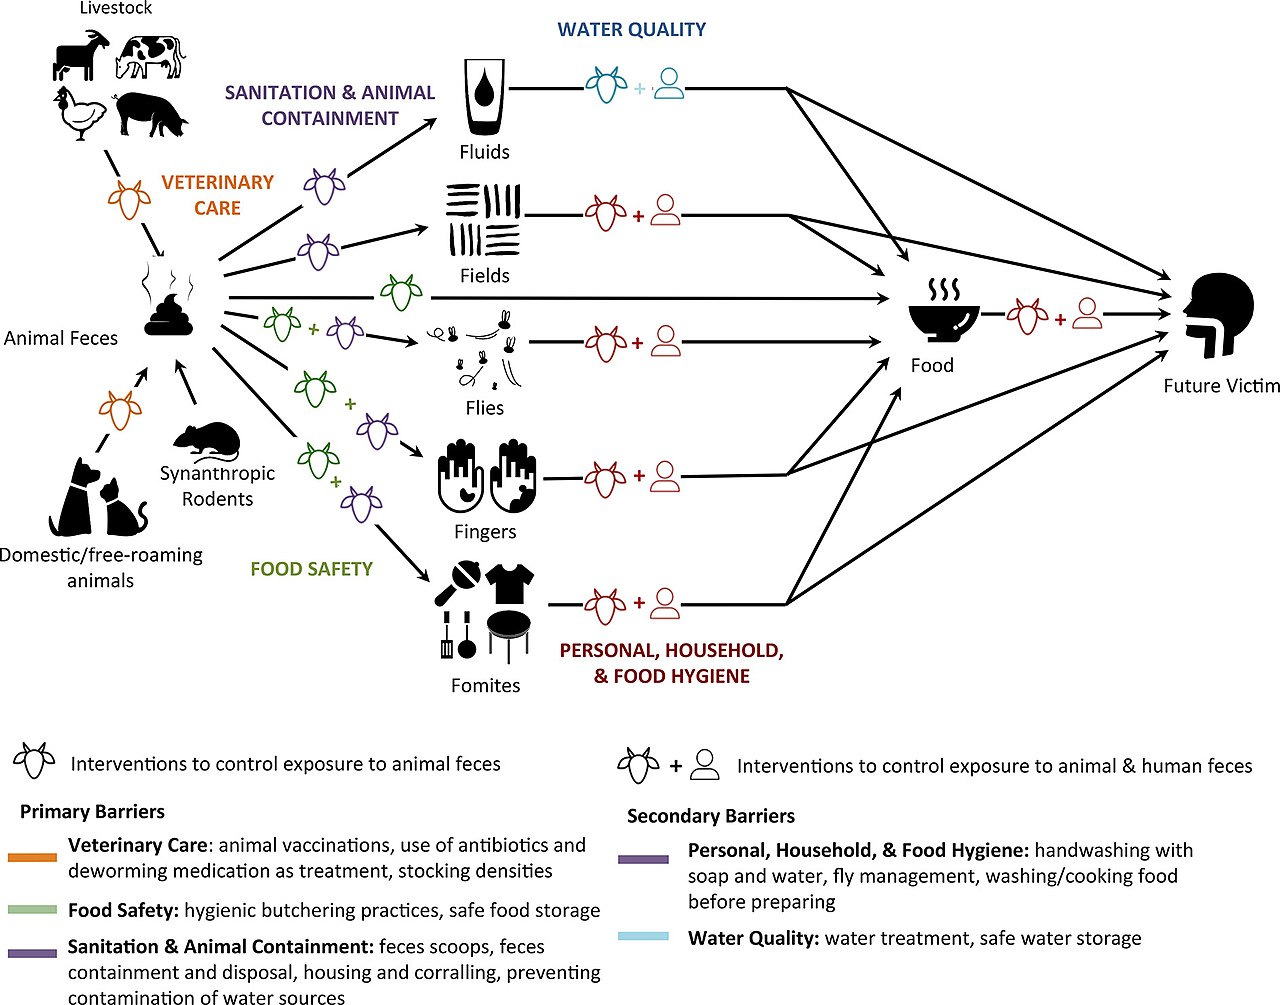 Livestock
WATER QUALITY
SANITATION & ANIMAL
CONTAINMENT
Fluids
VETERINARY
CARE
Fields
Animal Feces
Food
Future Victim
Flies
Synanthropic
Rodents
Fingers
Domestic/free-roaming
animals
FOOD SAFETY
PERSONAL, HOUSEHOLD,
& FOOD HYGIENE
Fomites
Interventions to control exposure to animal feces
Primary Barriers
Veterinary Care: animal vaccinations, use of antibiotics and
deworming medication as treatment, stocking densities
Food Safety: hygienic butchering practices, safe food storage
Sanitation & Animal Containment: feces scoops, feces
containment and disposal, housing and corralling, preventing
contamination of water sources
+ Interventions to control exposure to animal & human feces
Secondary Barriers
Personal, Household, & Food Hygiene: handwashing with
soap and water, fly management, washing/cooking food
before preparing
Water Quality: water treatment, safe water storage